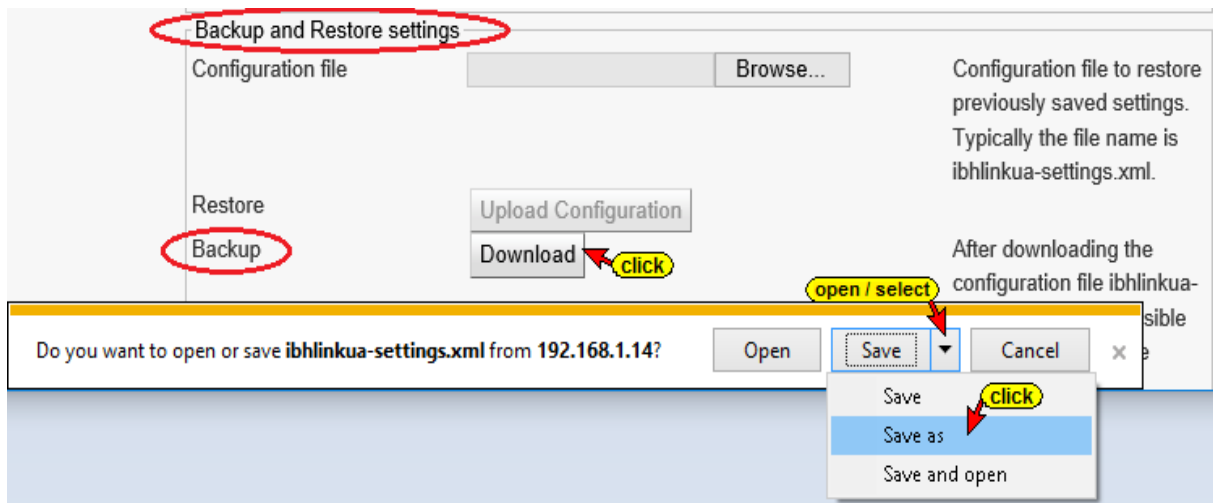 Backup and Restore settings
Configuration file
Browse...
Configuration file to restore
previously saved settings.
Typically the file name is
ibhlinkua-settings.xml.
Restore
Upload Configuration
Backup
Download
click
After downloading the
configuration file ibhlinkua-
open / select
sible
Do you want to open or save ibhlinkua-settings.xml from 192.168.1.14?
Open
Save
Cancel
×
Save
click
Save as
Save and open